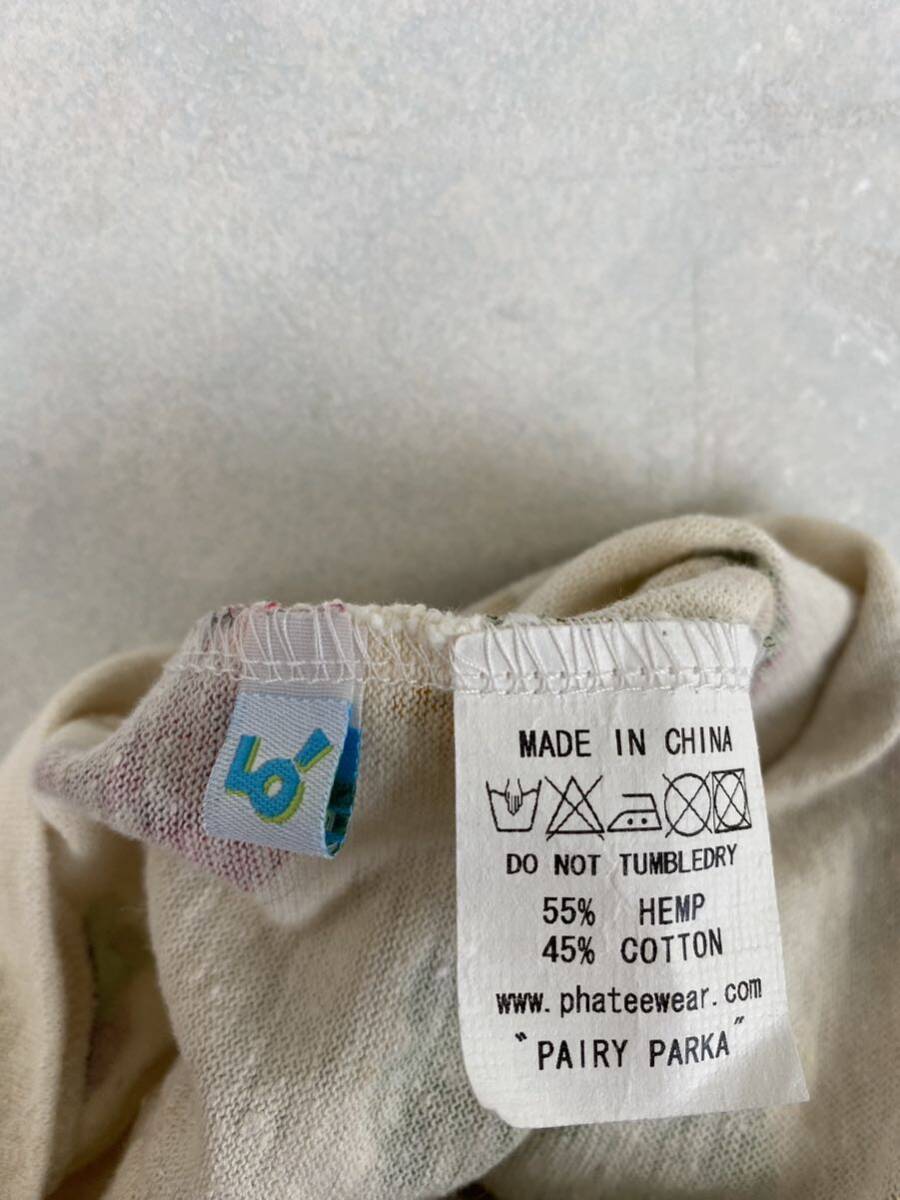 MADE IN CHINA
DO NOT TUMBLEDRY
55% HEMP
45% COTTON
www.phateewear.com
"PAIRY PARKA"